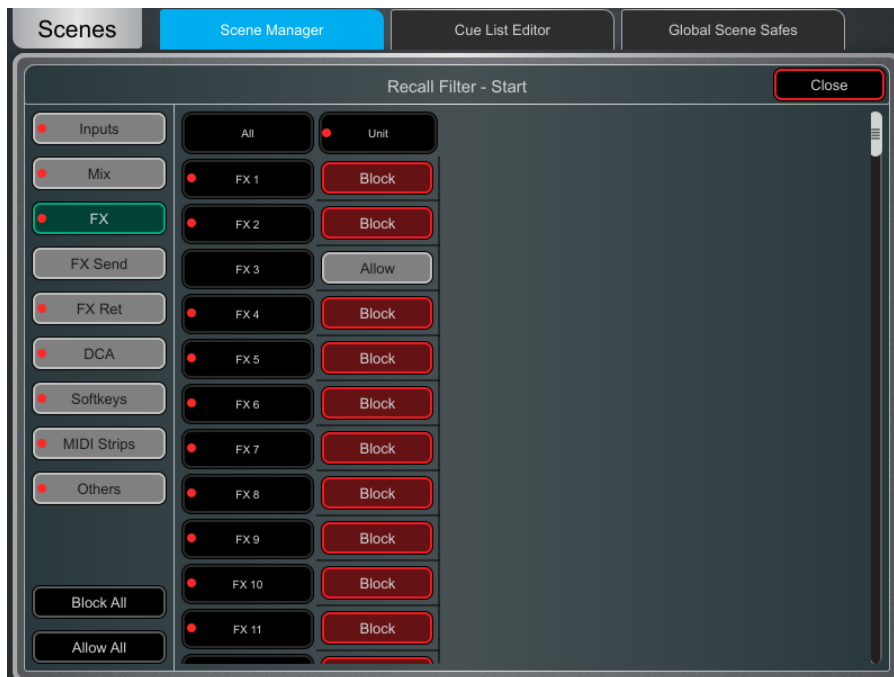 Scenes
Scene Manager
Cue List Editor
Global Scene Safes
Recall Filter - Start
Close
Inputs
Mix
FX
FX Send
FX Ret
DCA
Softkeys
MIDI Strips
Others
Block All
Allow All
All
Unit
FX 1
Block
FX 2
Block
FX 3
Allow
FX 4
Block
FX 5
Block
FX 6
Block
FX 7
Block
FX 8
Block
FX 9
Block
FX 10
Block
FX 11
Block